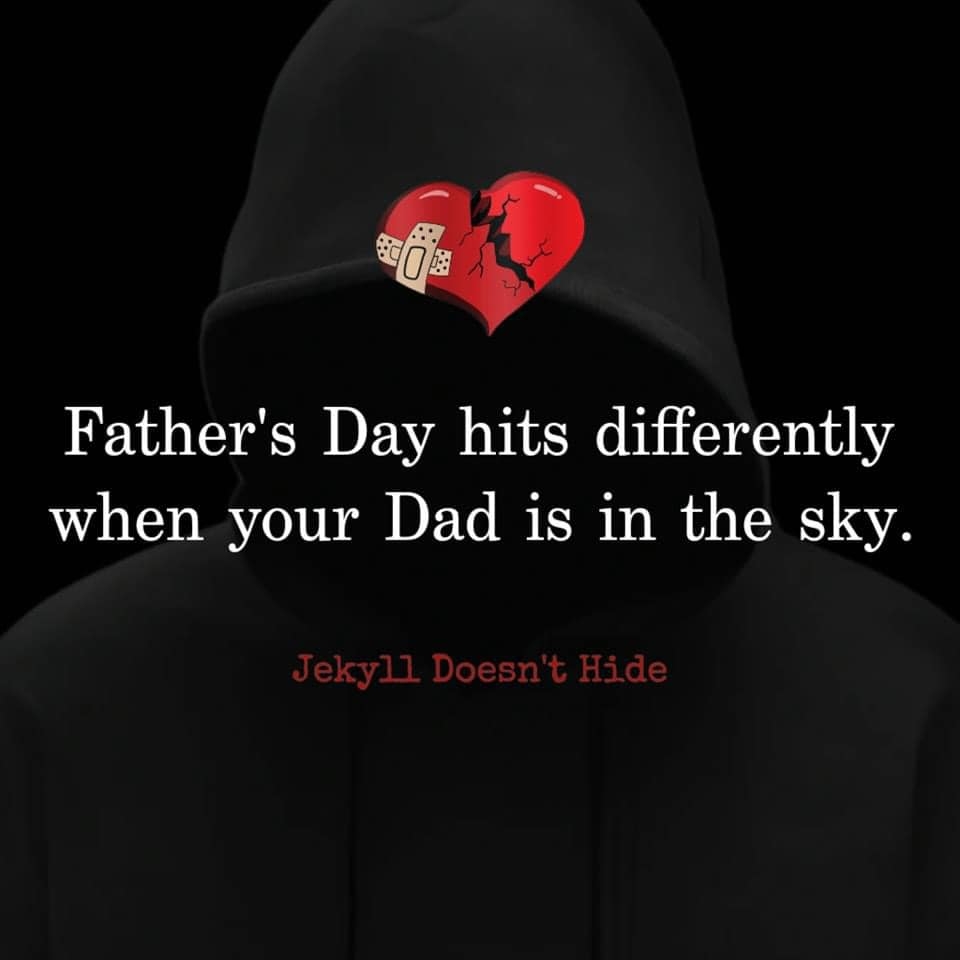 Father's Day hits differently
when your Dad is in the sky.
Jekyll Doesn't Hide